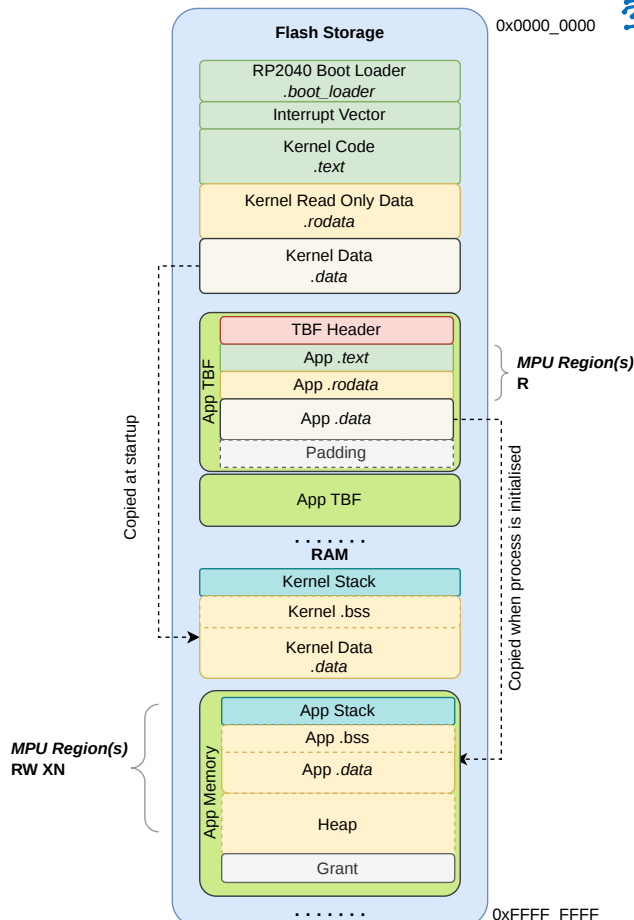 Flash Storage
0x0000_0000
RP2040 Boot Loader
.boot_loader
Interrupt Vector
Kernel Code
.text
Kernel Read Only Data
.rodata
Kernel Data
.data
Copied at startup
App TBF
TBF Header
App .text
App .rodata
App .data
Padding
MPU Region(s)
R
App TBF
.......
RAM
Copied when process is initialised
Kernel Stack
Kernel .bss
Kernel Data
.data
MPU Region(s)
RW XN
App Memory
App Stack
App .bss
App .data
Heap
Grant
.......
0xFFFF_FFFF